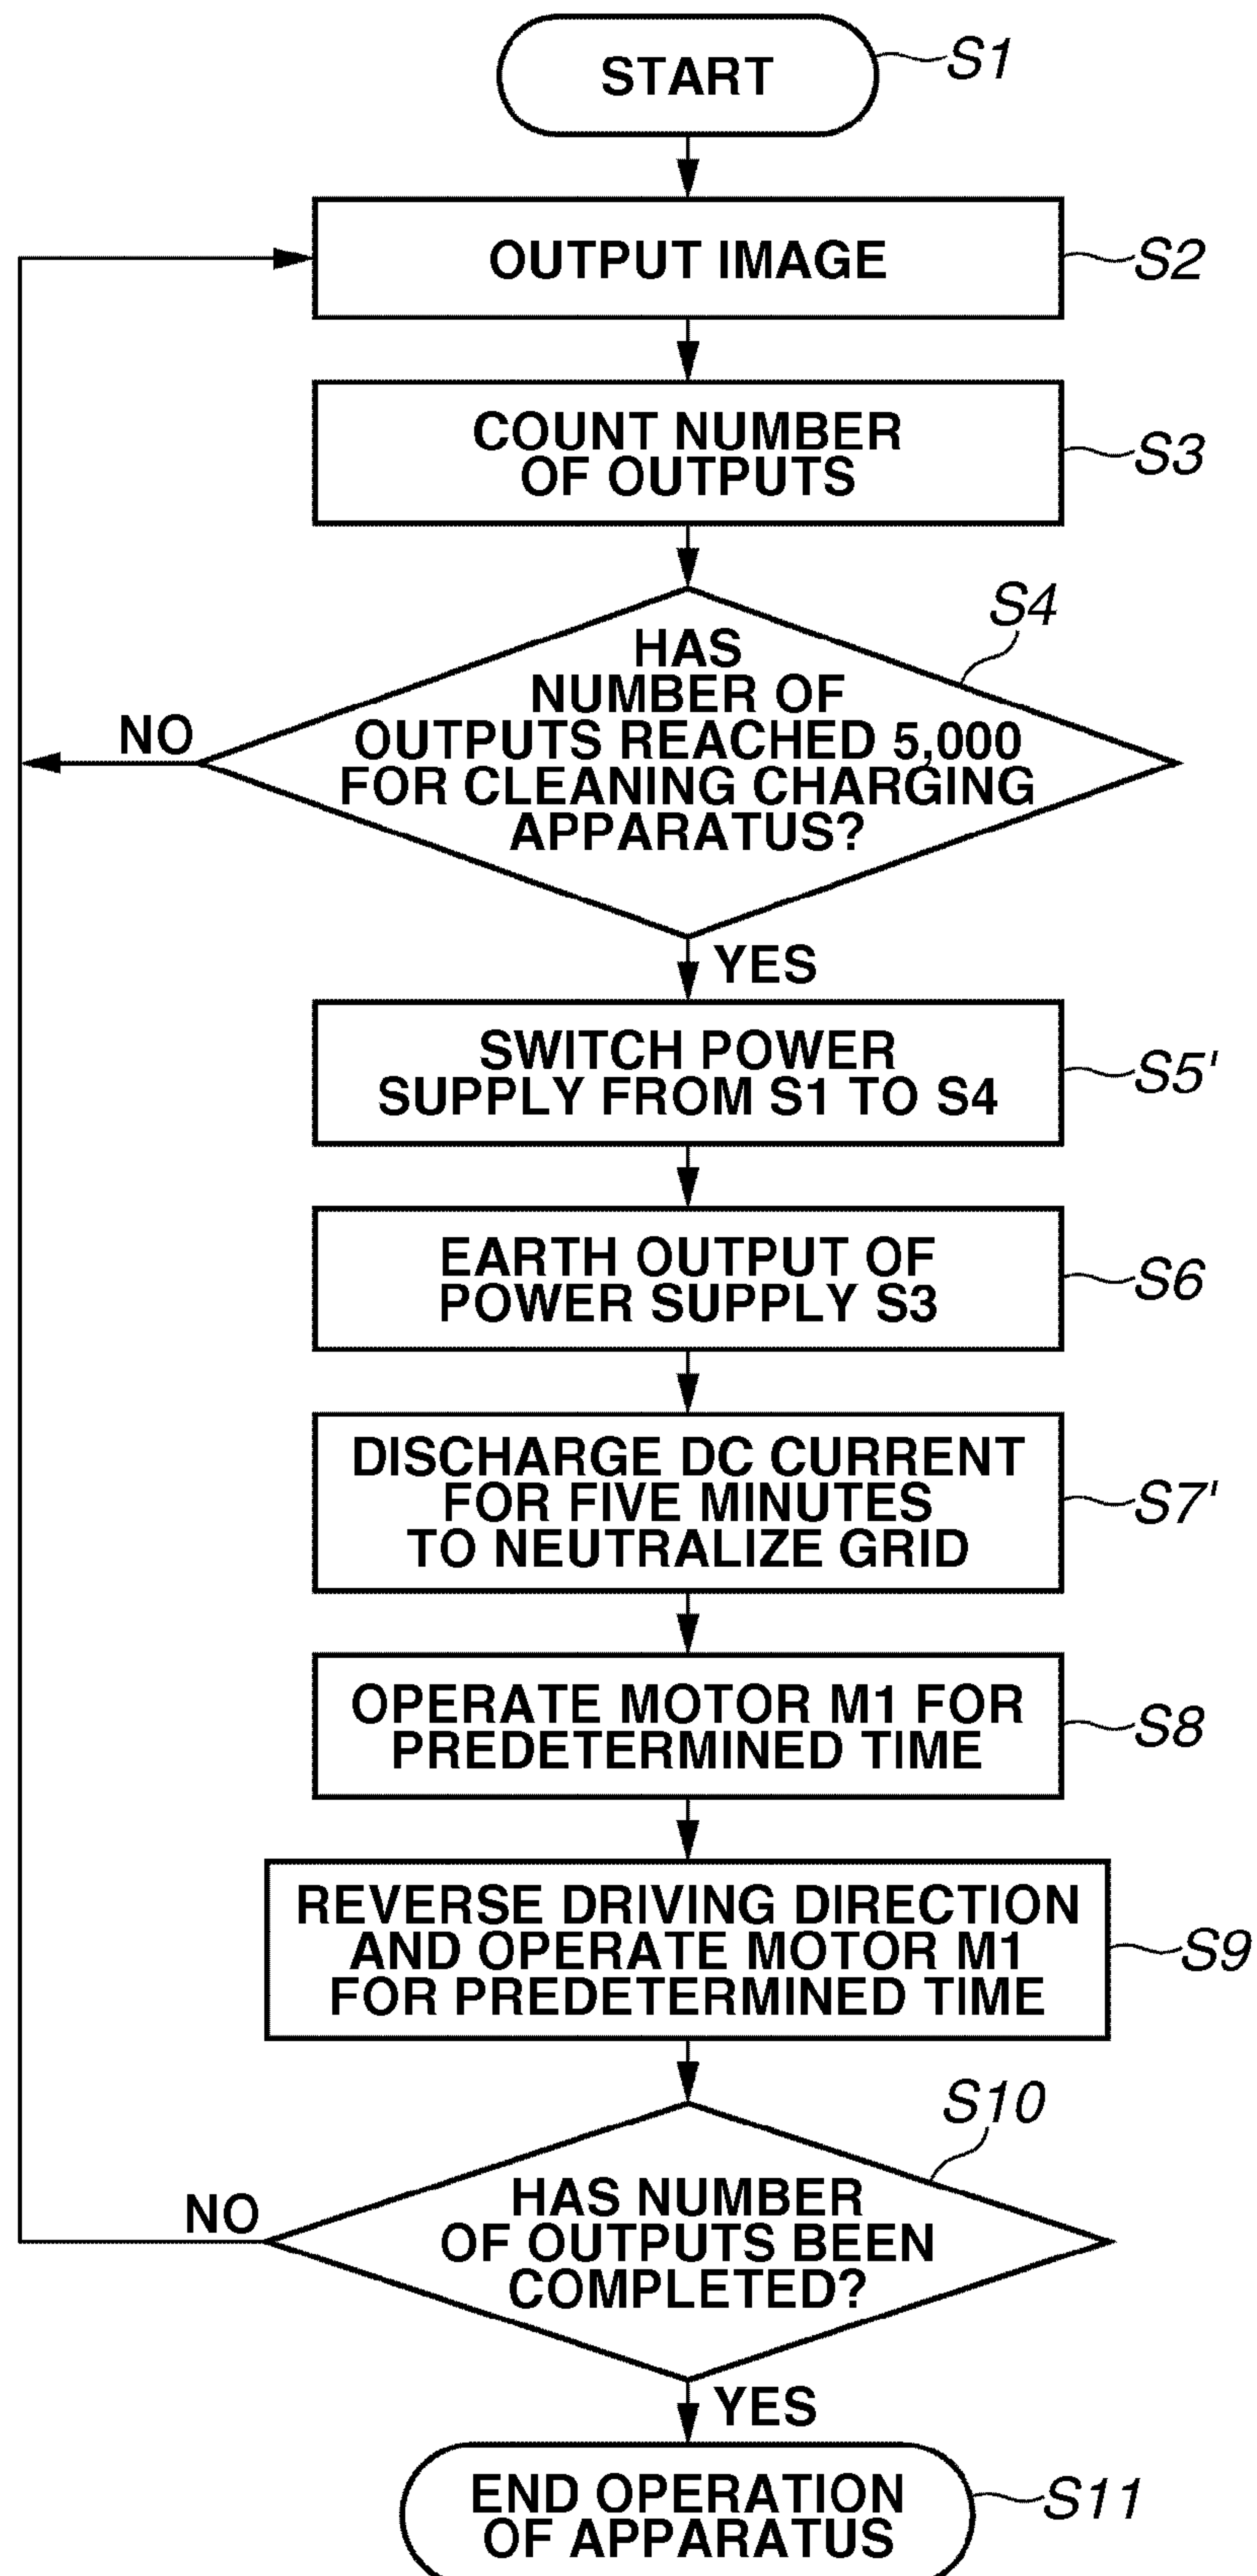 START
S1
OUTPUT IMAGE
S2
COUNT NUMBER
OF OUTPUTS
S3
S4
HAS
NUMBER OF
OUTPUTS REACHED 5,000
FOR CLEANING CHARGING
APPARATUS?
NO
YES
SWITCH POWER
SUPPLY FROM S1 TO S4
S5'
EARTH OUTPUT OF
POWER SUPPLY S3
S6
DISCHARGE DC CURRENT
FOR FIVE MINUTES
TO NEUTRALIZE GRID
S7'
OPERATE MOTOR M1 FOR
PREDETERMINED TIME
S8
REVERSE DRIVING DIRECTION
AND OPERATE MOTOR M1
FOR PREDETERMINED TIME
S9
S10
HAS NUMBER
OF OUTPUTS BEEN
COMPLETED?
NO
YES
END OPERATION
OF APPARATUS
S11